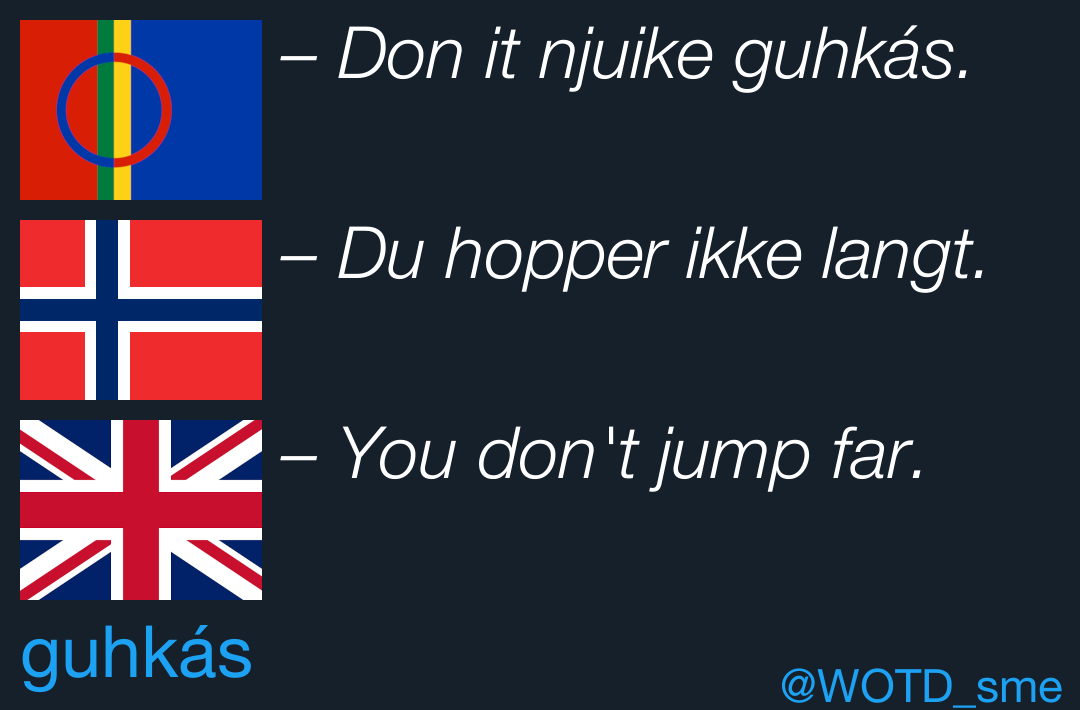 – Don it njuike guhkás.
– Du hopper ikke langt.
– You don't jump far.
guhkás
@WOTD_sme